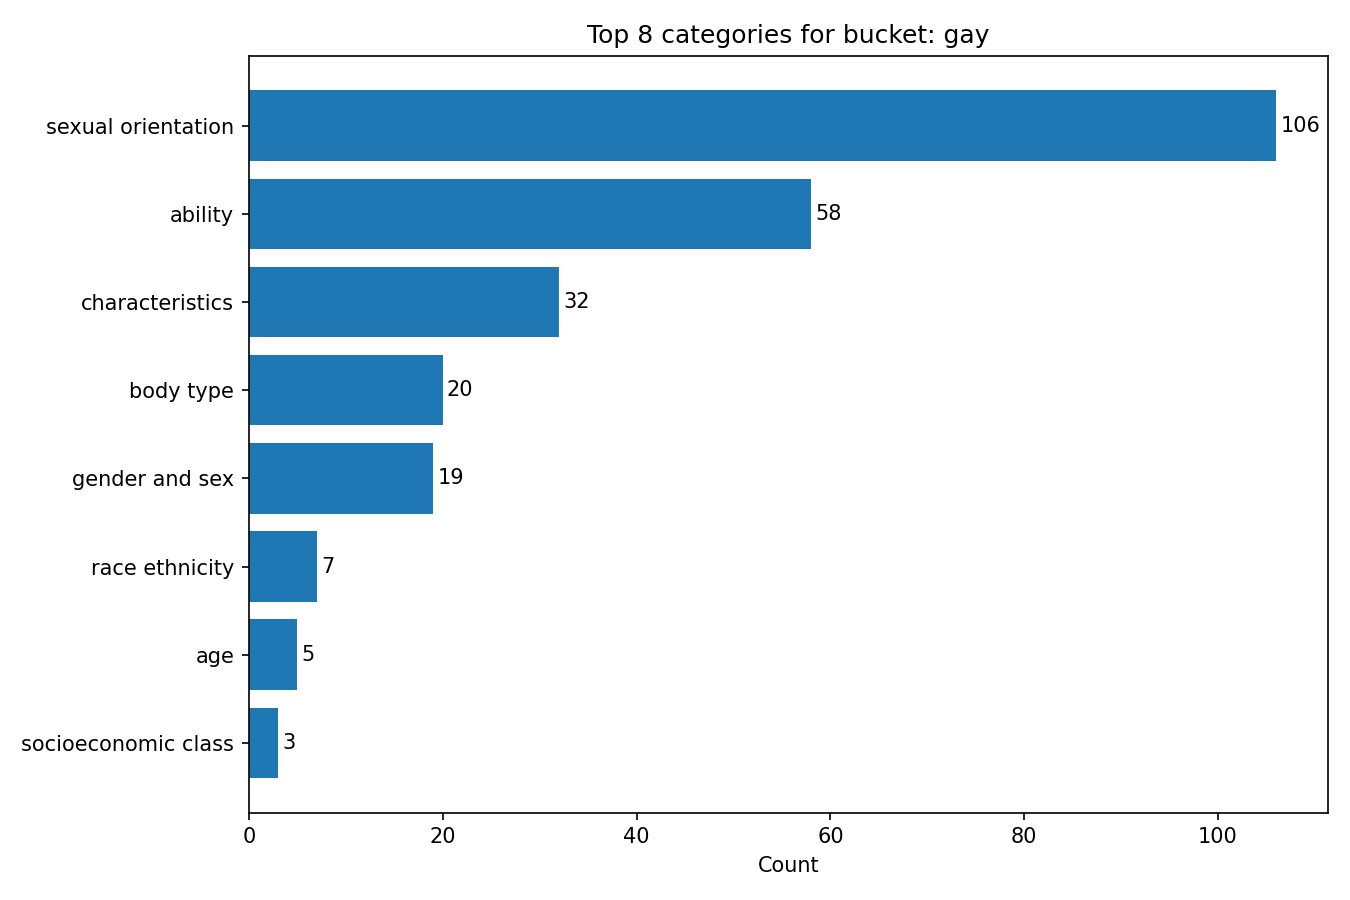 Top 8 categories for bucket: gay
sexual orientation 106
ability 58
characteristics 32
body type 20
gender and sex 19
race ethnicity 7
age 5
socioeconomic class 3
0 20 40 60 80 100
Count